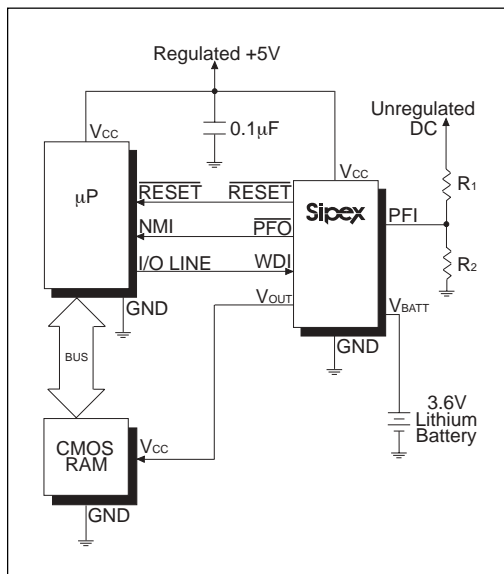 Regulated +5V
Unregulated
DC
VCC
0.1µF
VCC
R1
µP
RESET
RESET
Sipex
PFI
NMI
PFO
R2
I/O LINE
WDI
VOUT
VBATT
GND
GND
BUS
3.6V
Lithium
Battery
CMOS
RAM
VCC
GND